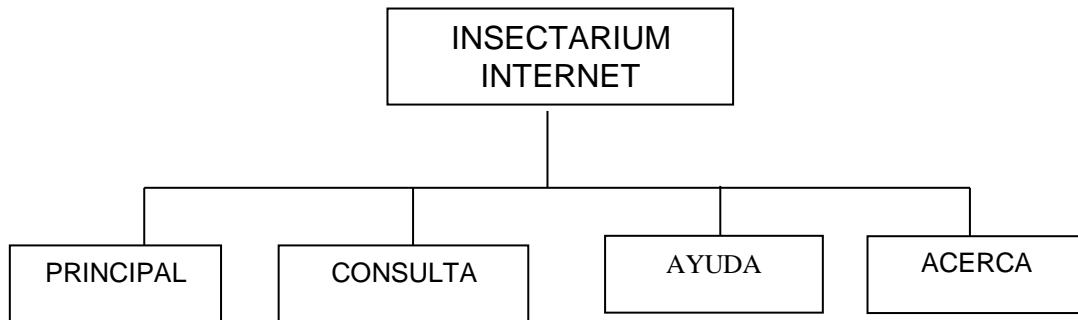 INSECTARIUM
INTERNET
PRINCIPAL
CONSULTA
AYUDA
ACERCA